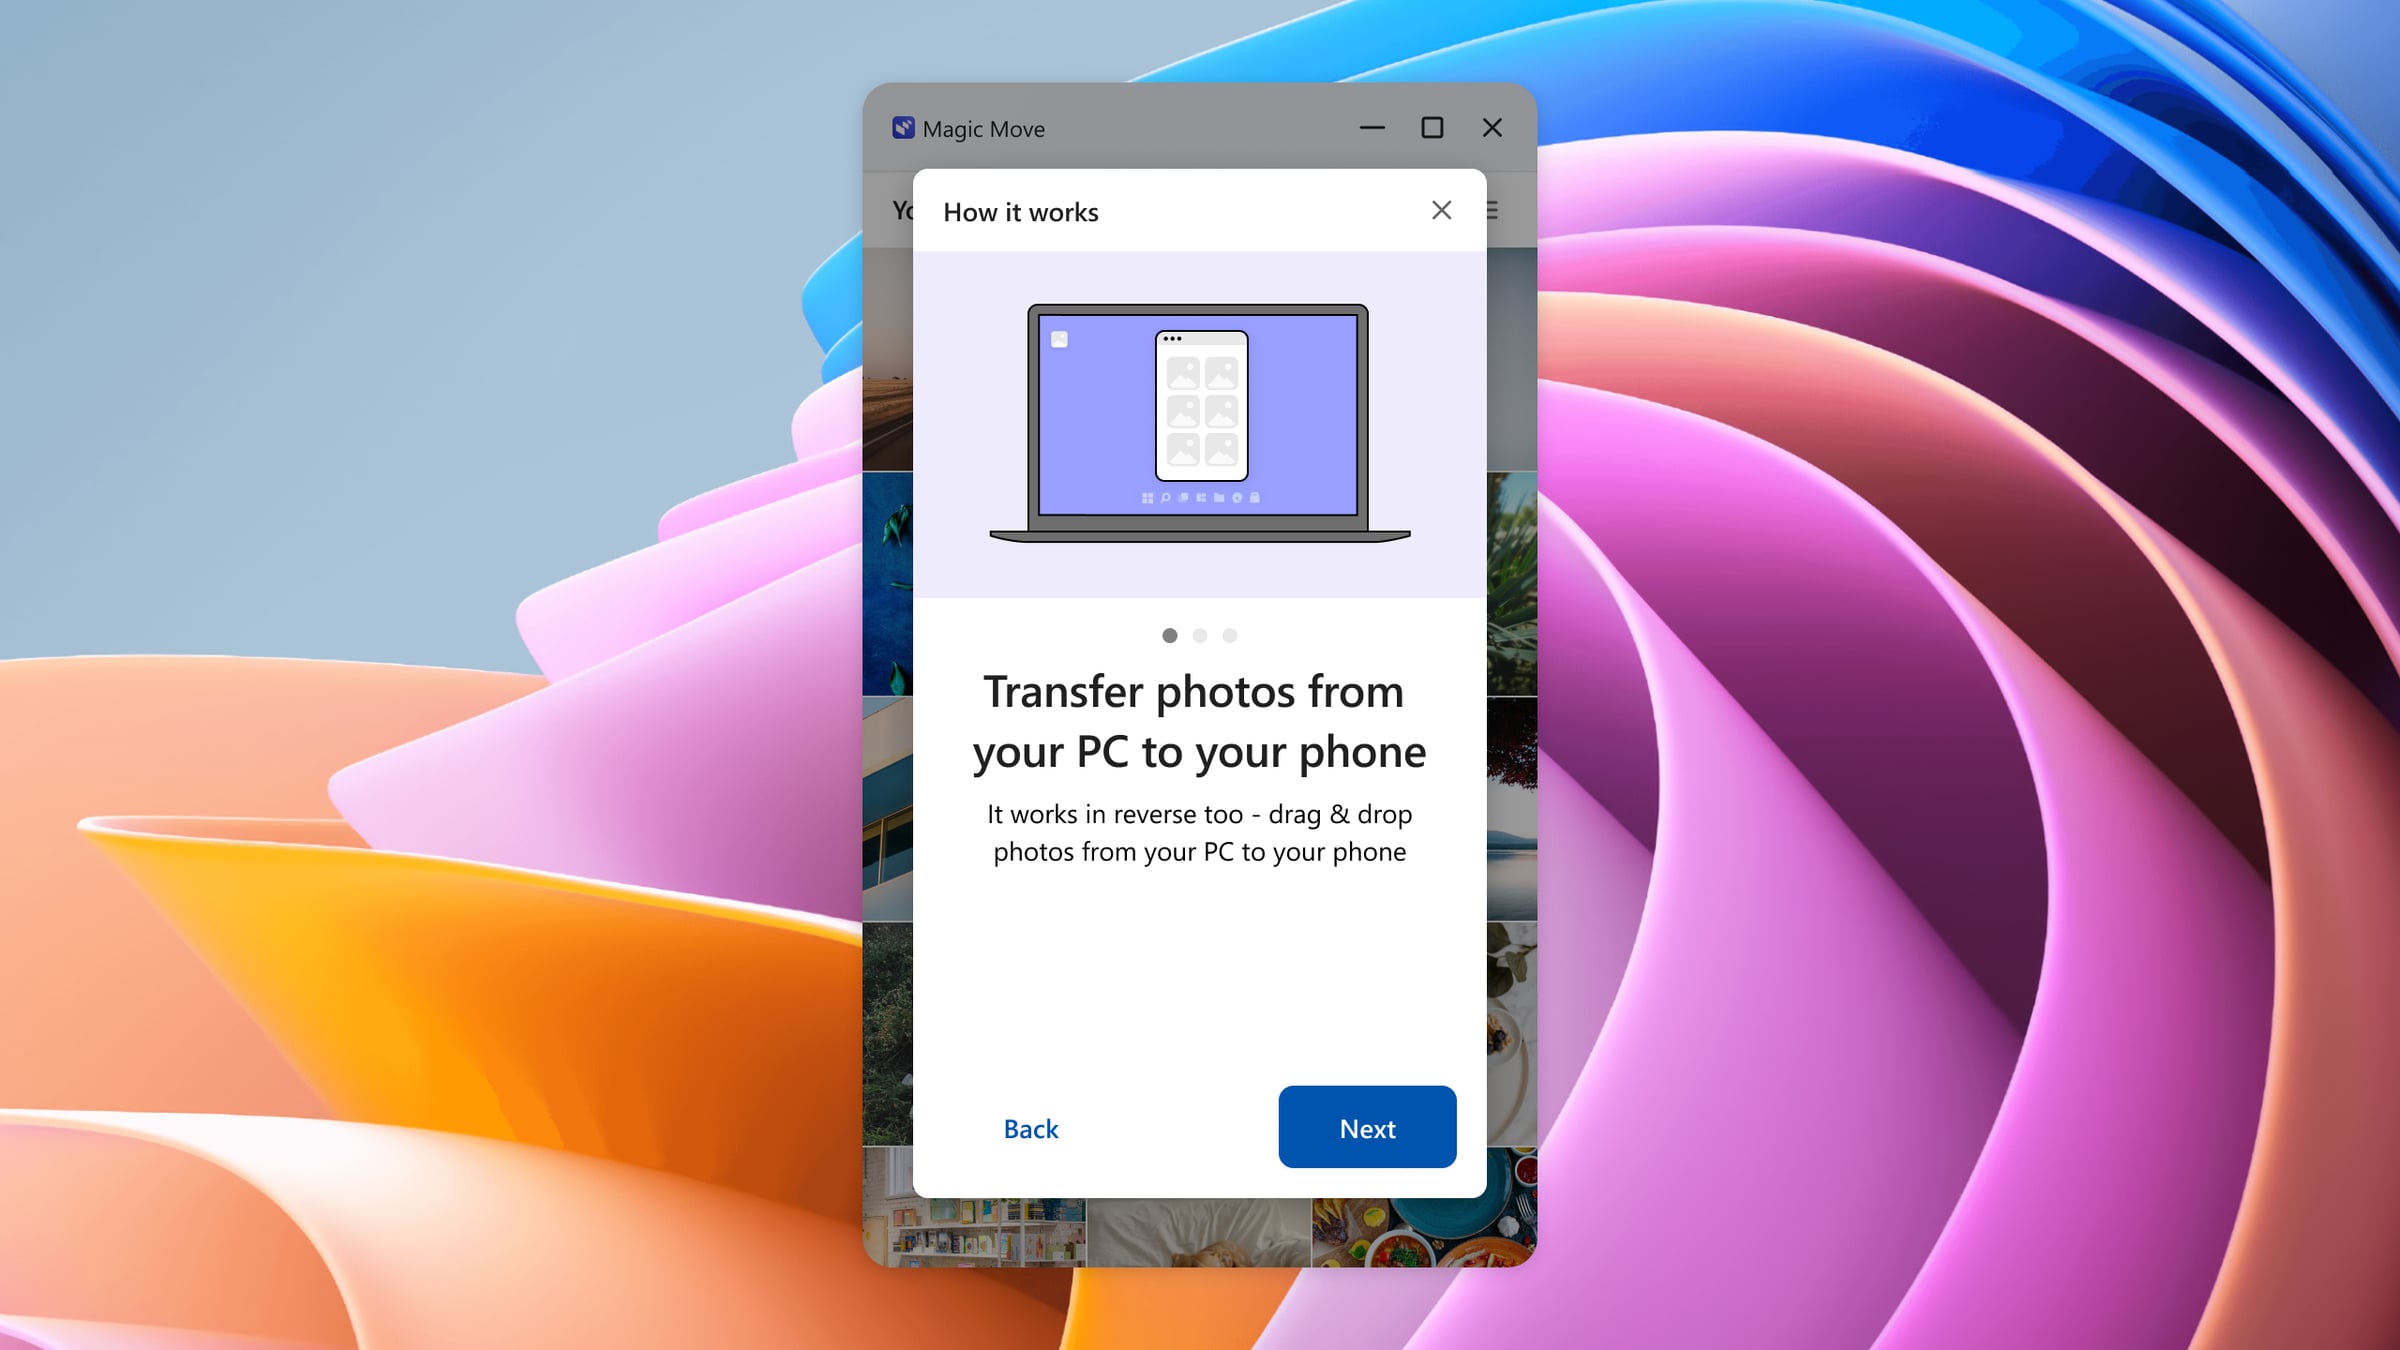 Magic Move
How it works
Transfer photos from
your PC to your phone
It works in reverse too - drag & drop
photos from your PC to your phone
Back
Next